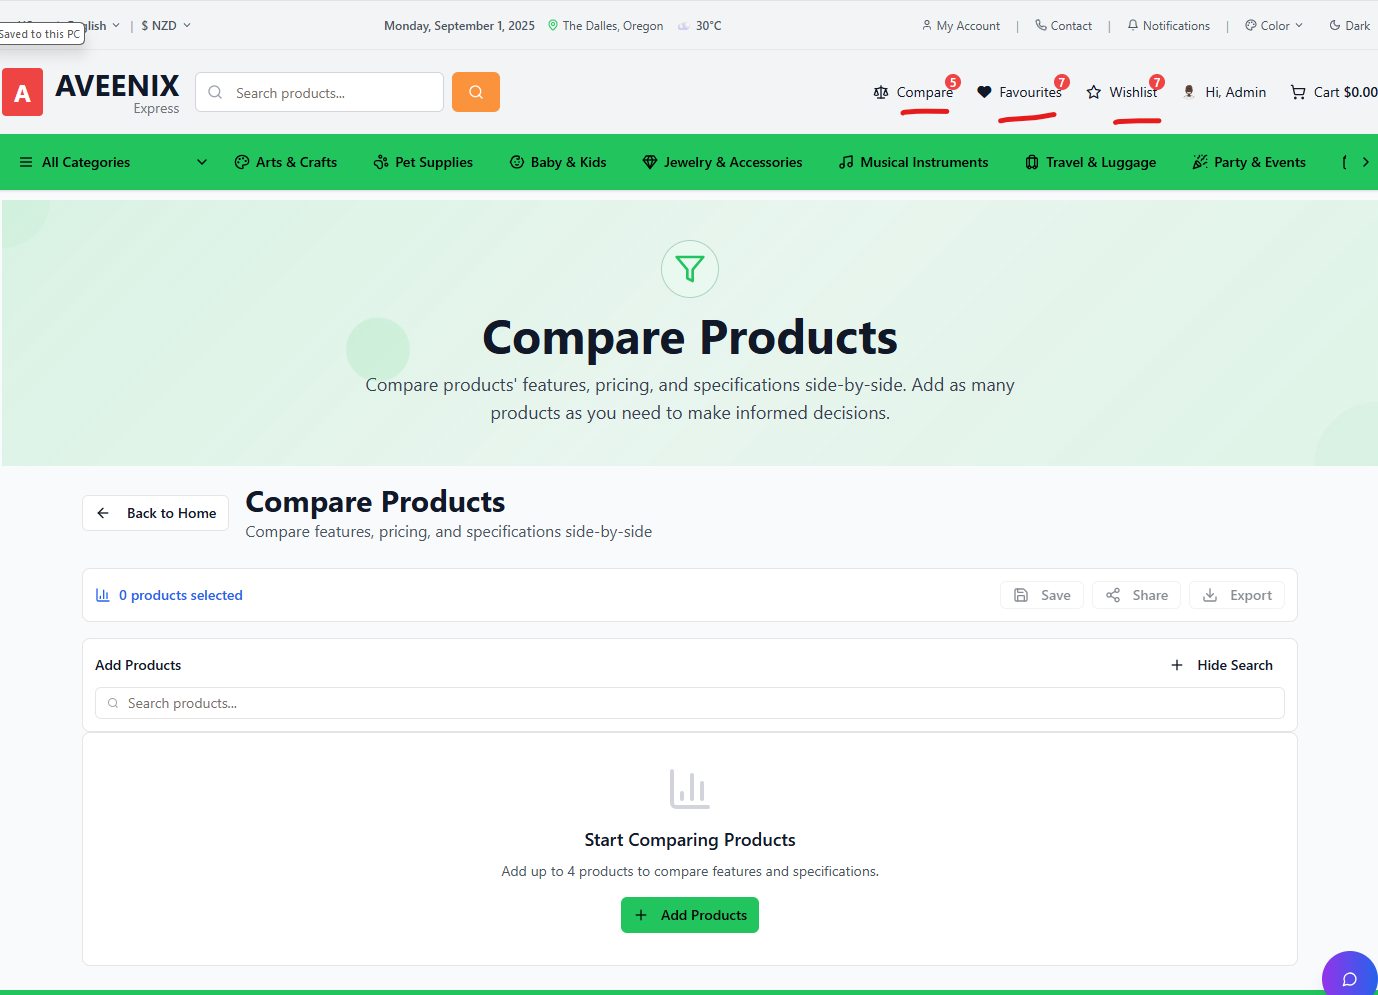 English
$ NZD
Monday, September 1, 2025
The Dalles, Oregon
30°C
My Account
|
Contact
|
Notifications
|
Color
Dark
Saved to this PC
A
AVEENIX
Express
Search products...
Compare 5
Favourites 7
Wishlist 7
Hi, Admin
Cart $0.00
All Categories
Arts & Crafts
Pet Supplies
Baby & Kids
Jewelry & Accessories
Musical Instruments
Travel & Luggage
Party & Events
Compare Products
Compare products' features, pricing, and specifications side-by-side. Add as many
products as you need to make informed decisions.
Back to Home
Compare Products
Compare features, pricing, and specifications side-by-side
0 products selected
Save
Share
Export
Add Products
Hide Search
Search products...
Start Comparing Products
Add up to 4 products to compare features and specifications.
Add Products